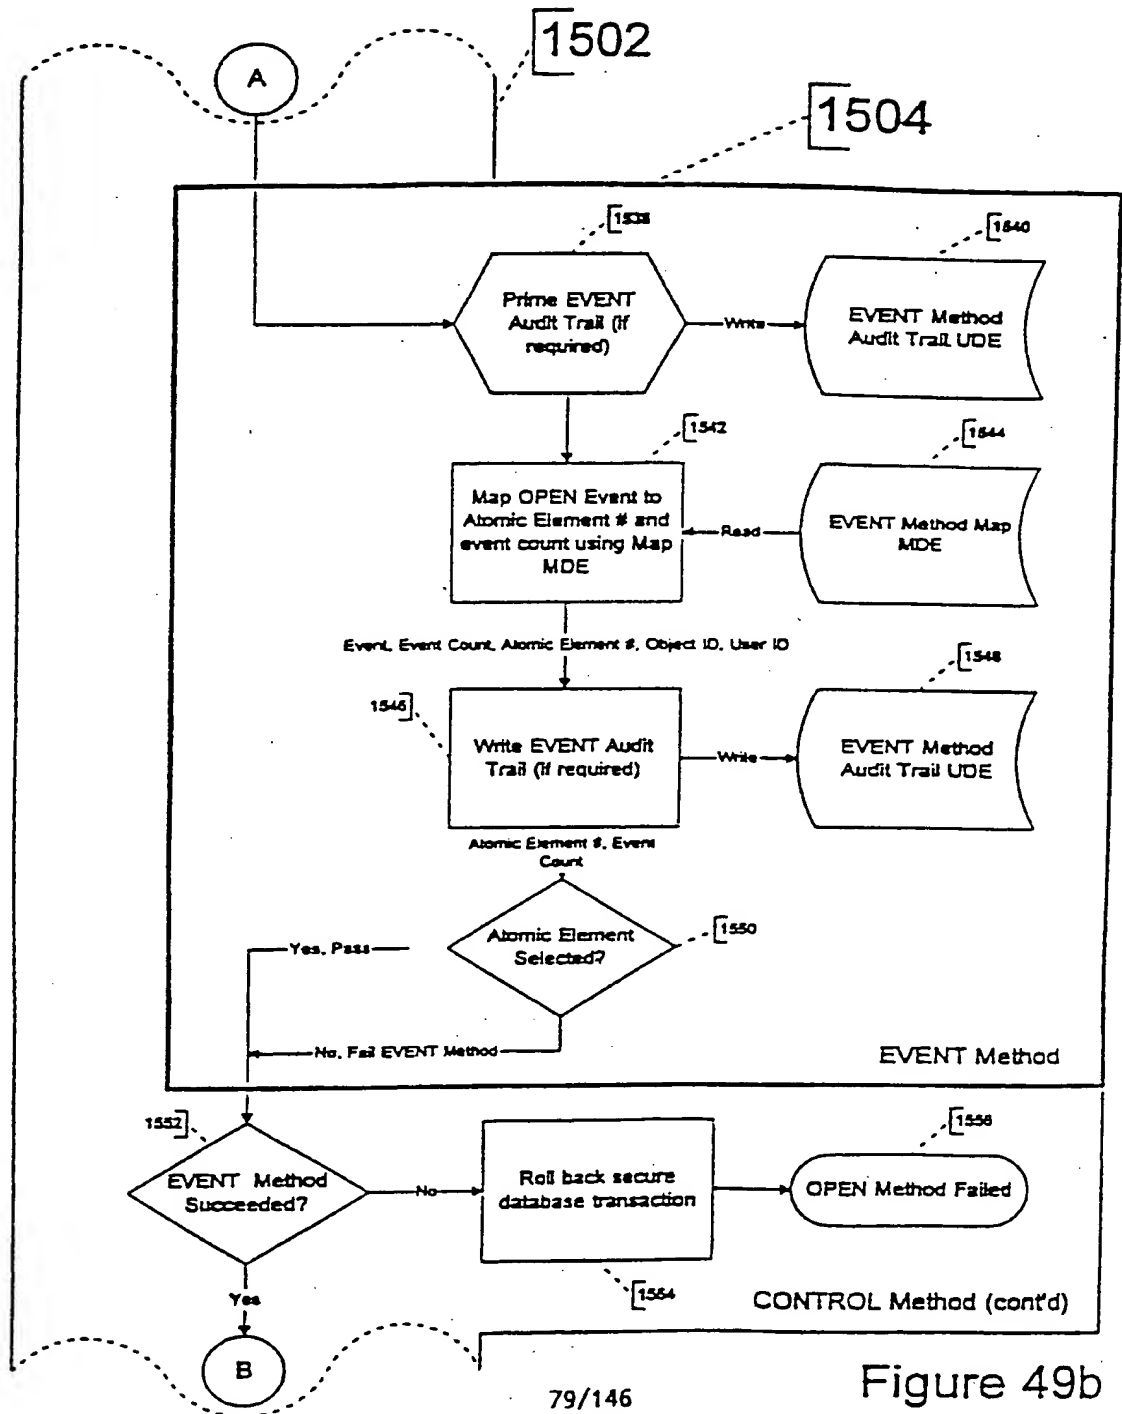 1502
A
1504
1538
1540
Prime EVENT
Audit Trail (if
required)
Write
EVENT Method
Audit Trail UDE
1542
1544
Map OPEN Event to
Atomic Element # and
event count using Map
MDE
Read
EVENT Method Map
MDE
Event, Event Count, Atomic Element #, Object ID, User ID
1546
1548
Write EVENT Audit
Trail (if required)
Write
EVENT Method
Audit Trail UDE
Atomic Element #, Event
Count
Atomic Element
Selected?
1550
Yes, Pass
No, Fail EVENT Method
EVENT Method
1552
EVENT Method
Succeeded?
No
Roll back secure
database transaction
1556
OPEN Method Failed
Yes
1554
CONTROL Method (cont'd)
B
79/146
Figure 49b